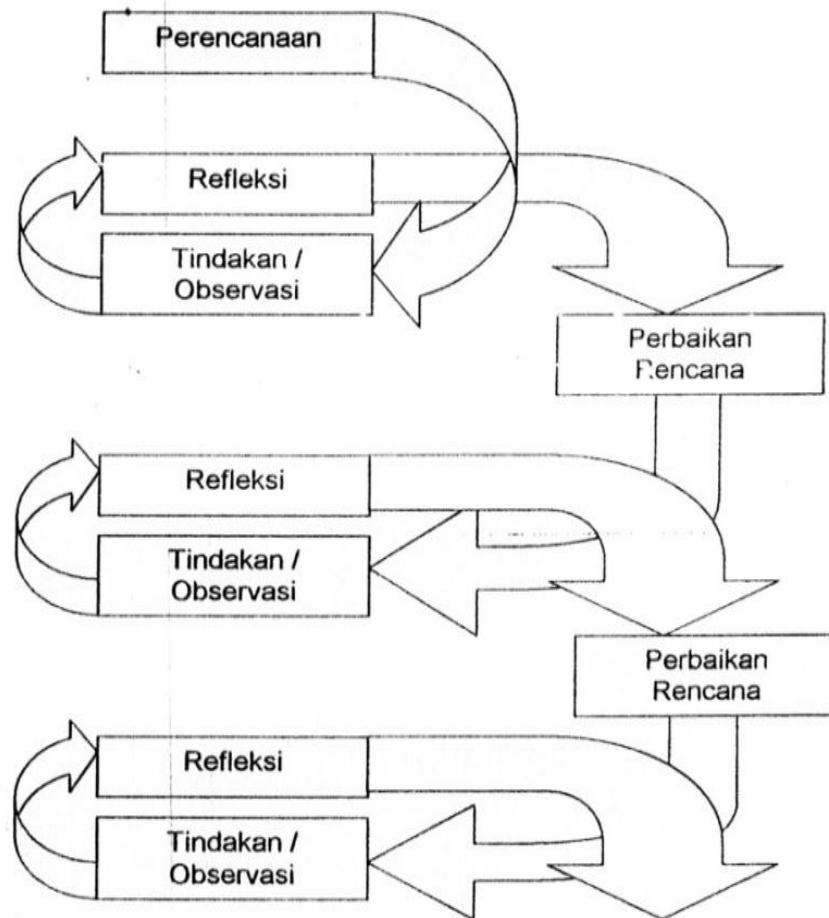 Perencanaan
Refleksi
Tindakan /
Observasi
Perbaikan
Rencana
Refleksi
Tindakan /
Observasi
Perbaikan
Rencana
Refleksi
Tindakan /
Observasi